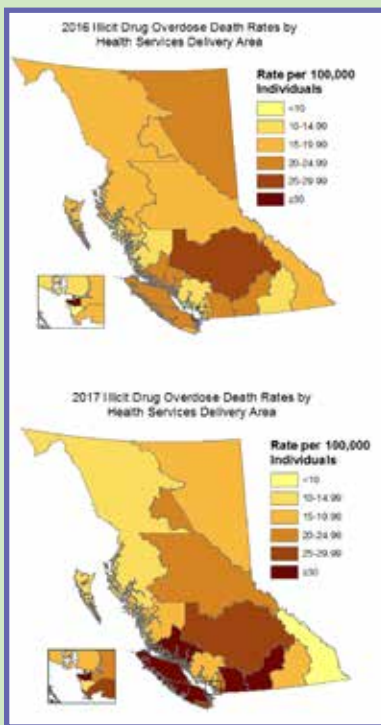 2016 Illicit Drug Overdose Death Rates by
Health Services Delivery Area
Rate per 100,000
Individuals
<10
10-14.99
15-19.99
20-24.99
25-29.99
≥30
2017 Illicit Drug Overdose Death Rates by
Health Services Delivery Area
Rate per 100,000
Individuals
<10
10-14.99
15-19.99
20-24.99
25-29.99
≥30